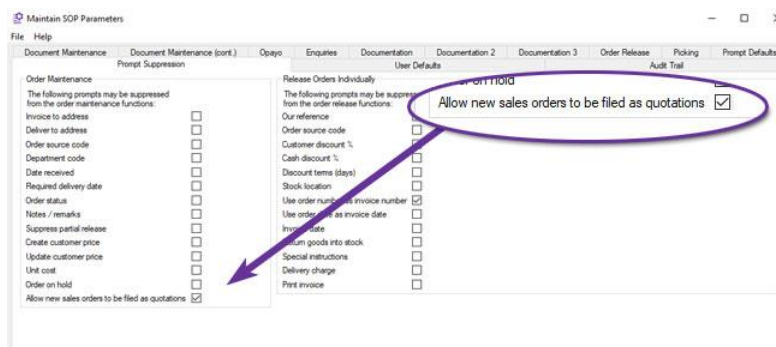 Maintain SOP Parameters
File Help
Document Maintenance Document Maintenance (cont.) Opayo Enquiries Documentation Documentation 2 Documentation 3 Order Release Picking Prompt Defaults
Prompt Suppression User Defaults Audit Trail
Order Maintenance
The following prompts may be suppressed
from the order maintenance functions:
Invoice to address
Deliver to address
Order source code
Department code
Date received
Required delivery date
Order status
Notes / remarks
Suppress partial release
Create customer price
Update customer price
Unit cost
Order on hold
Allow new sales orders to be filed as quotations
Release Orders Individually
The following prompts may be
from the order release functions:
Our reference
Order source code
Customer discount %
Cash discount %
Discount terms (days)
Stock location
Use order number as invoice number
Use order as invoice date
date
goods into stock
Special instructions
Delivery charge
Print invoice
on hold
Allow new sales orders to be filed as quotations